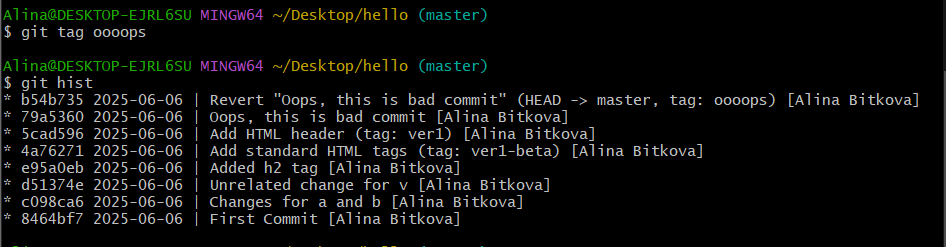 Alina@DESKTOP-EJRL6SU MINGW64 ~/Desktop/hello (master)
$ git tag oooops
Alina@DESKTOP-EJRL6SU MINGW64 ~/Desktop/hello (master)
$ git hist
* b54b735 2025-06-06 | Revert "Oops, this is bad commit" (HEAD -> master, tag: oooops) [Alina Bitkova]
* 79a5360 2025-06-06 | Oops, this is bad commit [Alina Bitkova]
* 5cad596 2025-06-06 | Add HTML header (tag: ver1) [Alina Bitkova]
* 4a76271 2025-06-06 | Add standard HTML tags (tag: ver1-beta) [Alina Bitkova]
* e95a0eb 2025-06-06 | Added h2 tag [Alina Bitkova]
* d51374e 2025-06-06 | Unrelated change for v [Alina Bitkova]
* c098ca6 2025-06-06 | Changes for a and b [Alina Bitkova]
* 8464bf7 2025-06-06 | First Commit [Alina Bitkova]